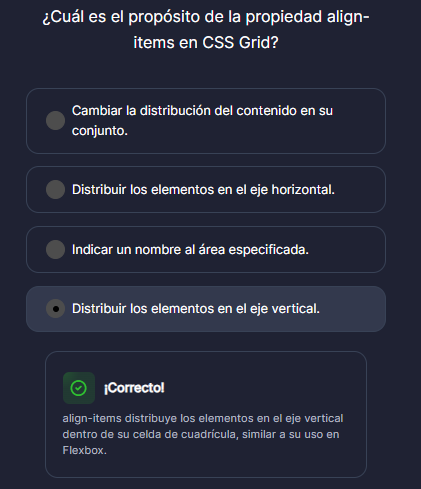 ¿Cuál es el propósito de la propiedad align-
items en CSS Grid?
Cambiar la distribución del contenido en su
conjunto.
Distribuir los elementos en el eje horizontal.
Indicar un nombre al área especificada.
Distribuir los elementos en el eje vertical.
¡Correcto!
align-items distribuye los elementos en el eje vertical
dentro de su celda de cuadrícula, similar a su uso en
Flexbox.